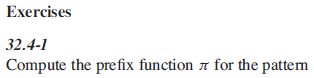 Exercises
32.4-1
Compute the prefix function π for the pattern